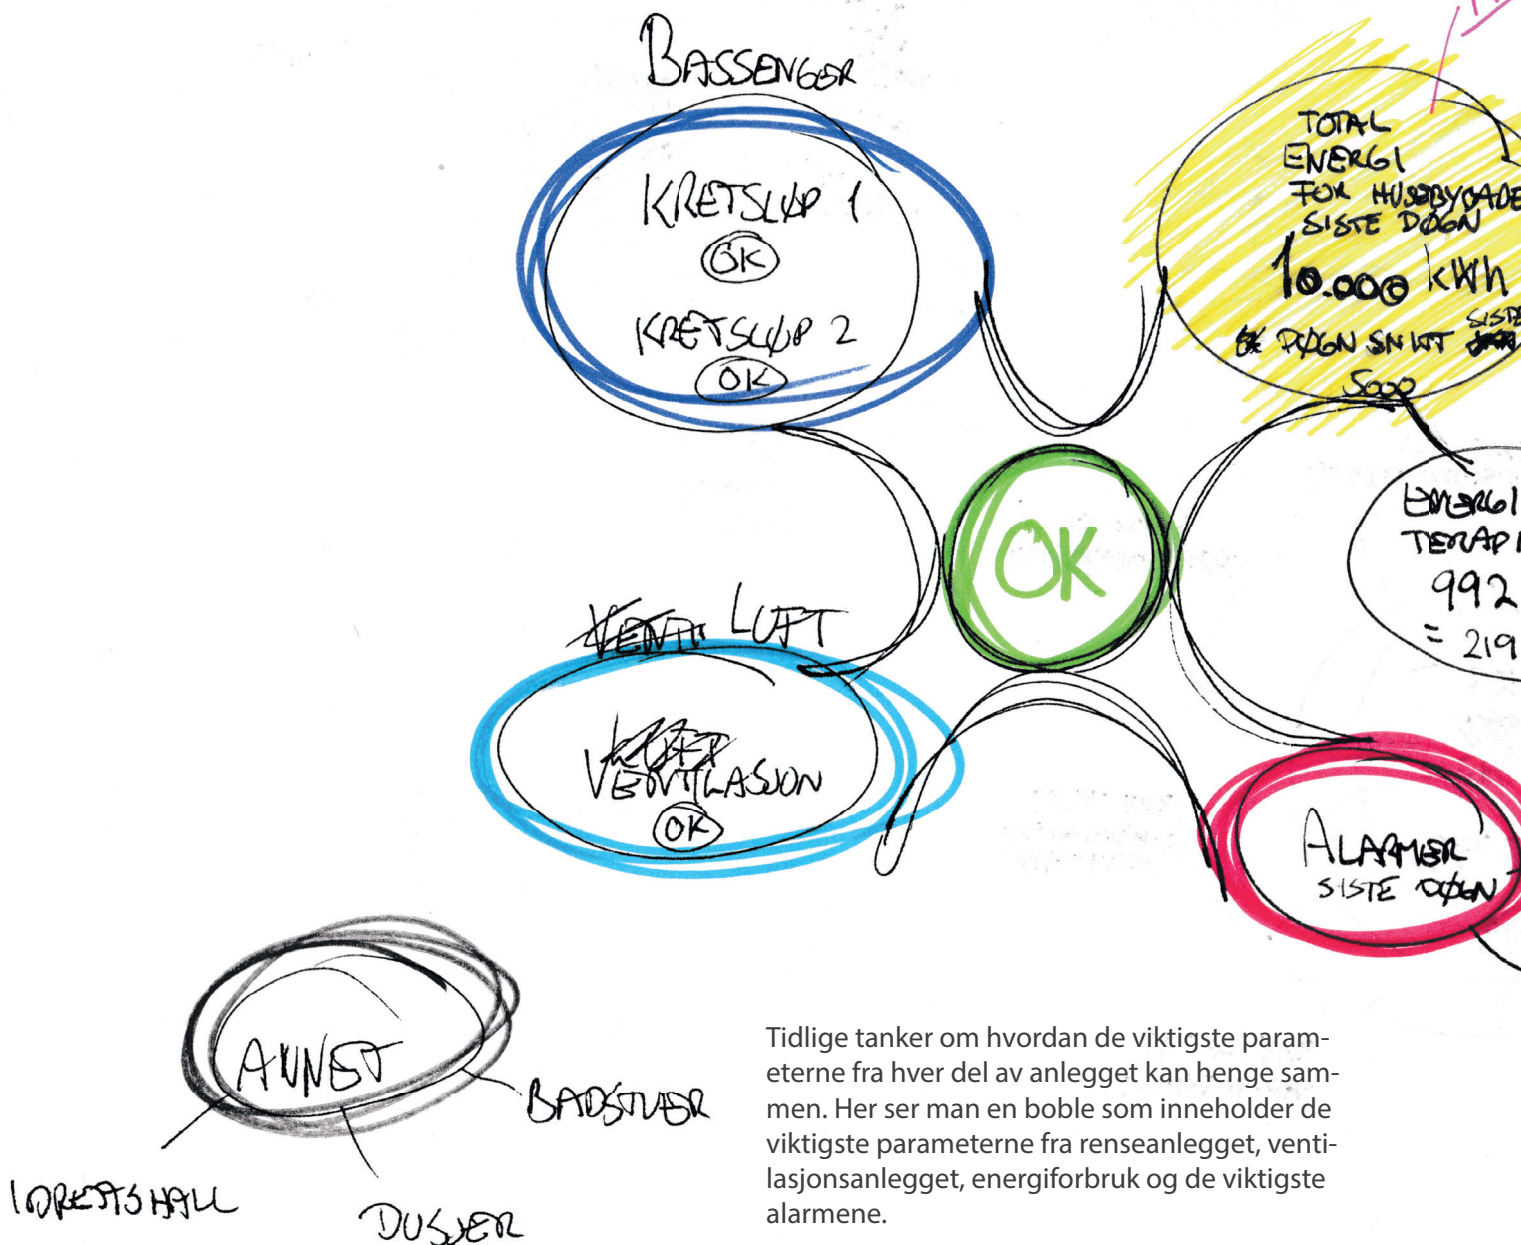 BASSENGER
KRETSLØP 1
OK
KRETSLØP 2
OK
TOTAL
ENERGI
FOR
SISTE DØGN
10.000 kWh
DØGN SNITT SISTE
5000
OK
ENERGI
TERAPI
992
= 219
LUFT
VENTILASJON
OK
ALARMER
SISTE DØGN
ANNET
BADSTUER
IDRETTSHALL
DUSJER
Tidlige tanker om hvordan de viktigste param-
eterne fra hver del av anlegget kan henge sam-
men. Her ser man en boble som inneholder de
viktigste parameterne fra renseanlegget, venti-
lasjonsanlegget, energiforbruk og de viktigste
alarmene.